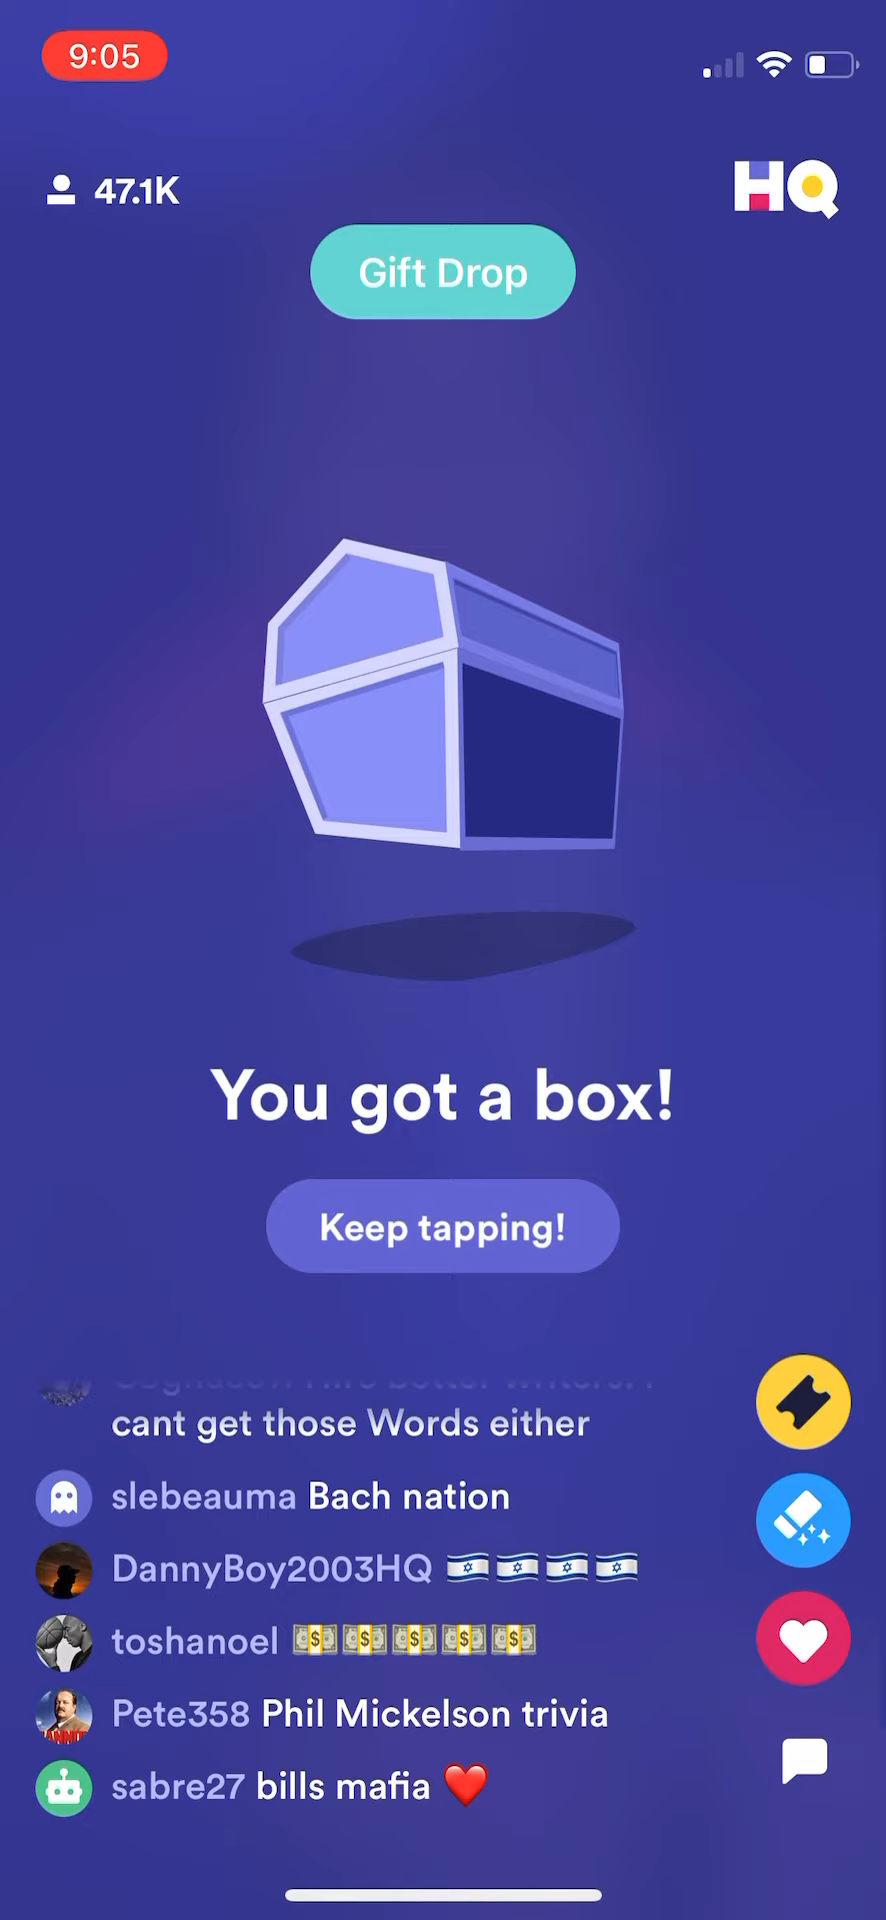 9:05
47.1K
HQ
Gift Drop
You got a box!
Keep tapping!
cant get those Words either
slebeauma Bach nation
DannyBoy2003HQ 🇮🇱🇮🇱🇮🇱🇮🇱
toshanoel 💵💵💵💵💵
Pete358 Phil Mickelson trivia
sabre27 bills mafia ❤️